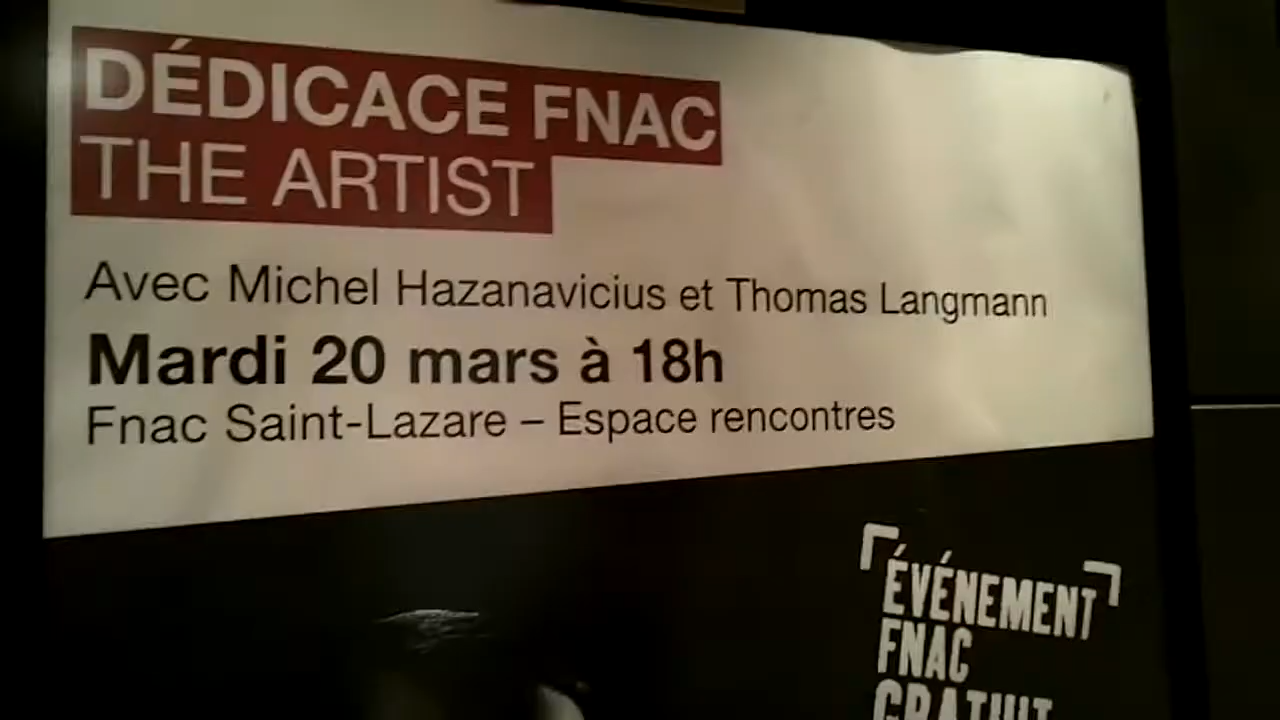 DÉDICACE FNAC
THE ARTIST
Avec Michel Hazanavicius et Thomas Langmann
Mardi 20 mars à 18h
Fnac Saint-Lazare – Espace rencontres
ÉVÉNEMENT
FNAC
GRATUIT